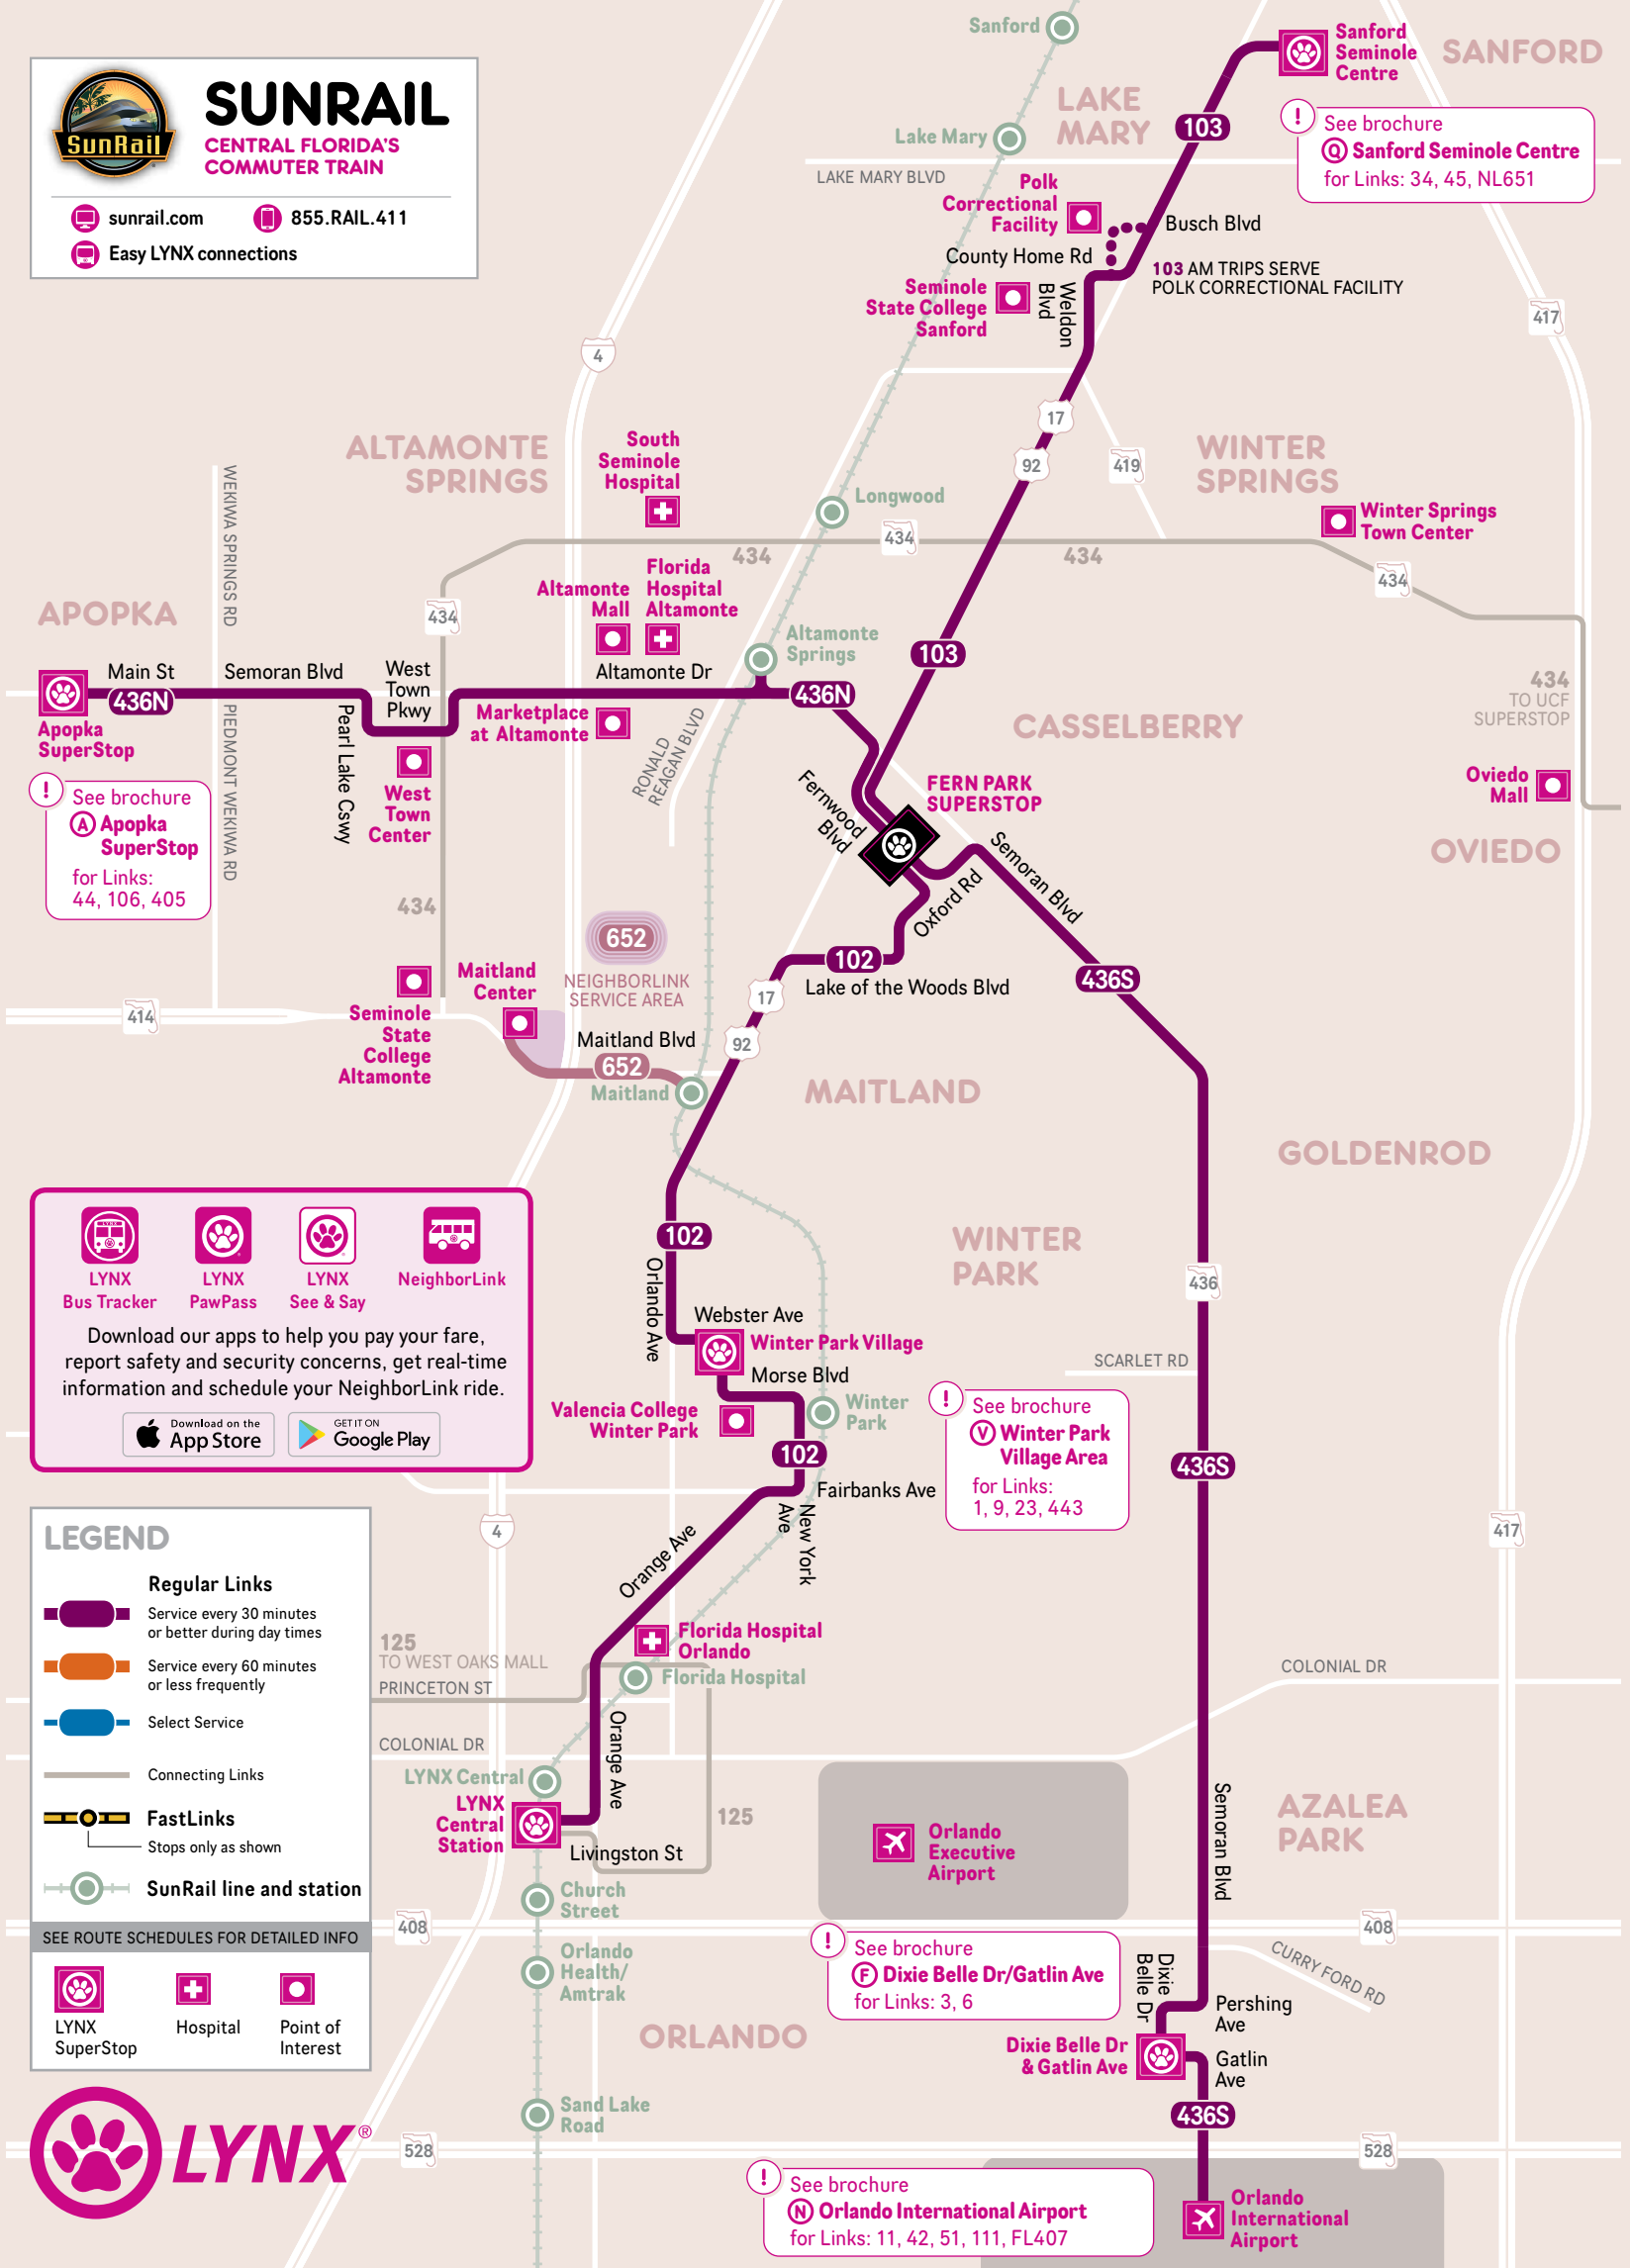 SunRail
SUNRAIL
CENTRAL FLORIDA'S
COMMUTER TRAIN
sunrail.com
855.RAIL.411
Easy LYNX connections
Sanford
Sanford
Seminole
Centre
SANFORD
LAKE
MARY
Lake Mary
103
!
See brochure
Q Sanford Seminole Centre
for Links: 34, 45, NL651
LAKE MARY BLVD
Polk
Correctional
Facility
Busch Blvd
County Home Rd
103 AM TRIPS SERVE
POLK CORRECTIONAL FACILITY
Seminole
State College
Sanford
Weldon
Blvd
417
4
17
92
419
ALTAMONTE
SPRINGS
South
Seminole
Hospital
WINTER
SPRINGS
Longwood
Winter Springs
Town Center
WEKIWA SPRINGS RD
434
434
434
434
Florida
Hospital
Altamonte
Altamonte
Mall
APOPKA
434
Altamonte
Springs
103
Main St
Semoran Blvd
West
Town
Pkwy
Altamonte Dr
436N
436N
434
TO UCF
SUPERSTOP
Apopka
SuperStop
PIEDMONT WEKIWA RD
Pearl Lake Cswy
Marketplace
at Altamonte
RONALD
REAGAN BLVD
CASSELBERRY
!
See brochure
A Apopka
SuperStop
for Links:
44, 106, 405
West
Town
Center
Fernwood
Blvd
FERN PARK
SUPERSTOP
Oviedo
Mall
OVIEDO
Semoran Blvd
Oxford Rd
434
652
NEIGHBORLINK
SERVICE AREA
102
Lake of the Woods Blvd
436S
Maitland
Center
17
92
414
Seminole
State
College
Altamonte
Maitland Blvd
652
Maitland
MAITLAND
GOLDENROD
LYNX
LYNX
Bus Tracker
LYNX
PawPass
LYNX
See & Say
NeighborLink
Download our apps to help you pay your fare,
report safety and security concerns, get real-time
information and schedule your NeighborLink ride.
Download on the
App Store
GET IT ON
Google Play
102
WINTER
PARK
436
Orlando Ave
Webster Ave
Winter Park Village
Morse Blvd
SCARLET RD
Valencia College
Winter Park
Winter
Park
!
See brochure
V Winter Park
Village Area
for Links:
1, 9, 23, 443
102
436S
Fairbanks Ave
New York
Ave
Orange Ave
4
417
LEGEND
Regular Links
Service every 30 minutes
or better during day times
Service every 60 minutes
or less frequently
Select Service
Connecting Links
FastLinks
Stops only as shown
SunRail line and station
SEE ROUTE SCHEDULES FOR DETAILED INFO
LYNX
SuperStop
Hospital
Point of
Interest
125
TO WEST OAKS MALL
PRINCETON ST
Florida Hospital
Orlando
Florida Hospital
COLONIAL DR
COLONIAL DR
Orange Ave
LYNX Central
LYNX
Central
Station
Livingston St
125
Orlando
Executive
Airport
Semoran Blvd
AZALEA
PARK
Church
Street
408
408
Orlando
Health/
Amtrak
!
See brochure
F Dixie Belle Dr/Gatlin Ave
for Links: 3, 6
CURRY FORD RD
Dixie
Belle Dr
Pershing
Ave
ORLANDO
Dixie Belle Dr
& Gatlin Ave
Gatlin
Ave
Sand Lake
Road
436S
LYNX®
528
528
!
See brochure
N Orlando International Airport
for Links: 11, 42, 51, 111, FL407
Orlando
International
Airport